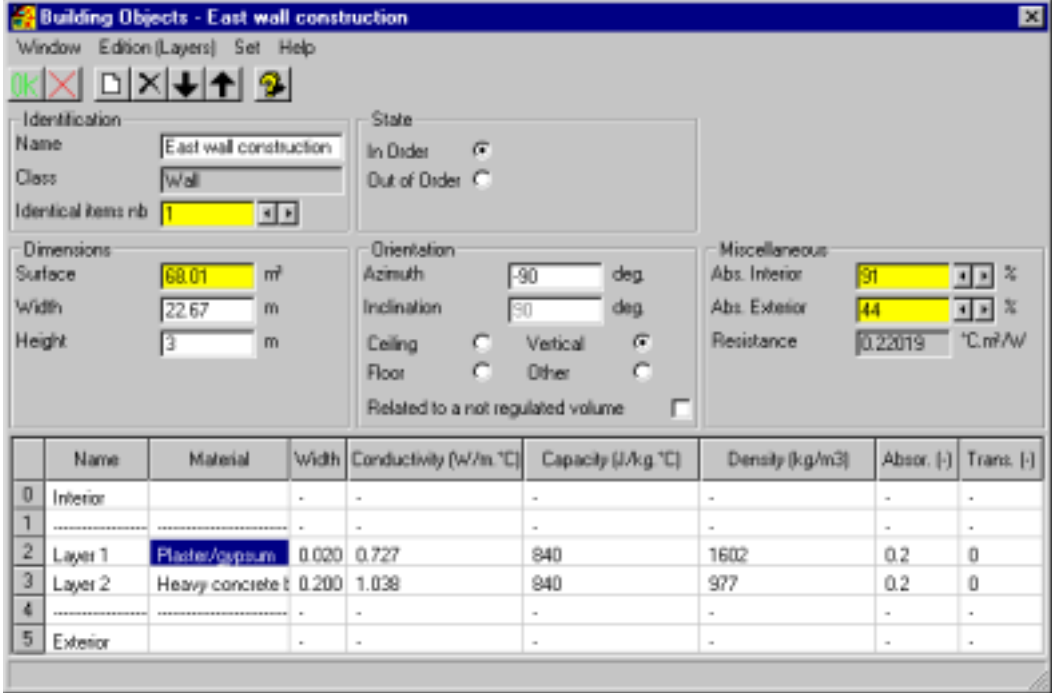 Building Objects - East wall construction
Window Edition (Layers) Set Help
OK
Identification
Name East wall construction
Class Wall
Identical items nb 1
State
In Order
Out of Order
Dimensions
Surface 68.01 m²
Width 22.67 m
Height 3 m
Orientation
Azimuth -90 deg.
Inclination 90 deg.
Ceiling Vertical
Floor Other
Related to a not regulated volume
Miscellaneous
Abs. Interior 91 %
Abs. Exterior 44 %
Resistance 0.22019 °C.m²/W
Name Material Width Conductivity (W/m.°C) Capacity (J/kg.°C) Density (kg/m3) Absor. (-) Trans. (-)
0 Interior - - - - - -
1 ------------------- ------------------------- - - - - - -
2 Layer 1 Plaster/gypsum 0.020 0.727 840 1602 0.2 0
3 Layer 2 Heavy concrete b 0.200 1.038 840 977 0.2 0
4 ------------------- ------------------------- - - - - - -
5 Exterior - - - - - -